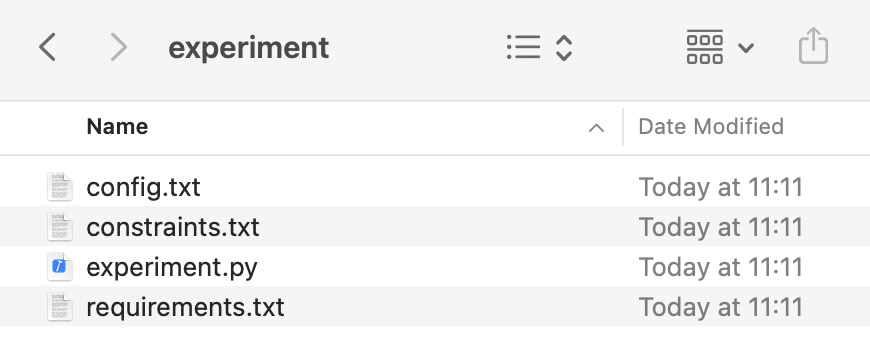 experiment
Name Date Modified
config.txt Today at 11:11
constraints.txt Today at 11:11
experiment.py Today at 11:11
requirements.txt Today at 11:11